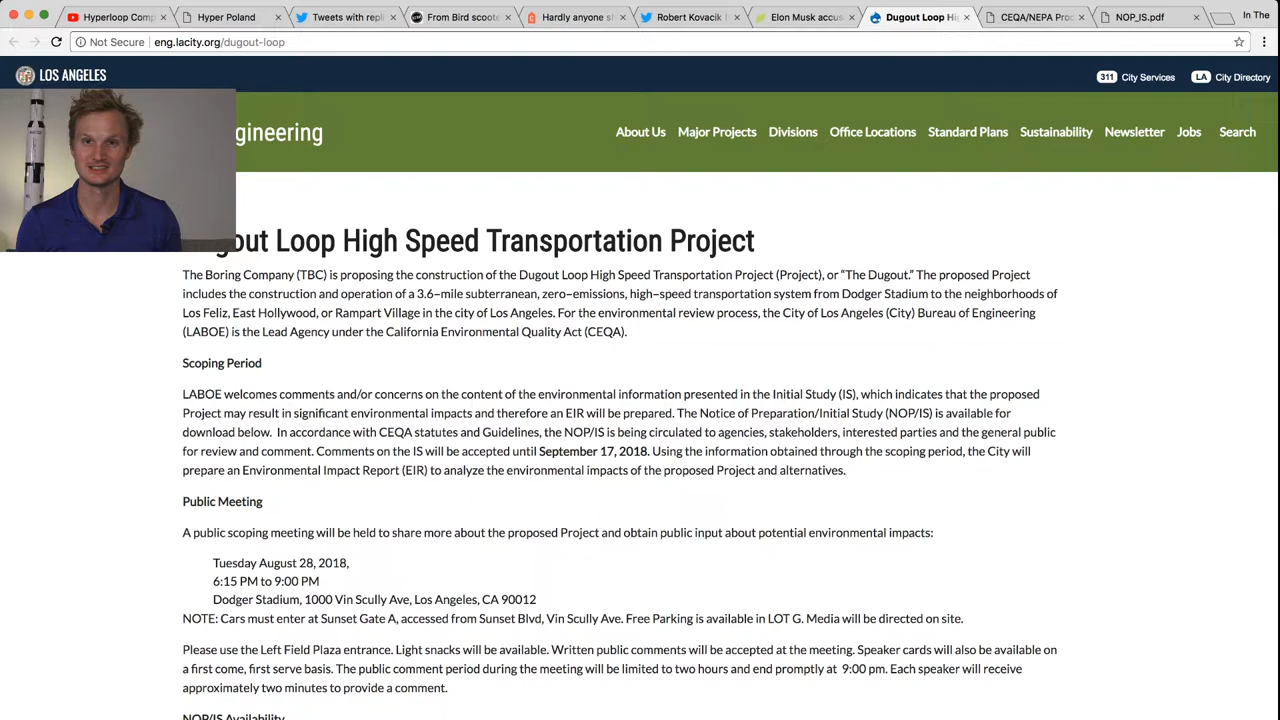 Hyperloop Comp
Hyper Poland
Tweets with repli
From Bird scoote
Hardly anyone sh
Robert Kovacik
Elon Musk accus
Dugout Loop Hig
CEQA/NEPA Proc
NOP_IS.pdf
In The
Not Secure eng.lacity.org/dugout-loop
LOS ANGELES
311 City Services LA City Directory
gineering
About Us Major Projects Divisions Office Locations Standard Plans Sustainability Newsletter Jobs Search
gout Loop High Speed Transportation Project
The Boring Company (TBC) is proposing the construction of the Dugout Loop High Speed Transportation Project (Project), or “The Dugout.” The proposed Project
includes the construction and operation of a 3.6–mile subterranean, zero–emissions, high–speed transportation system from Dodger Stadium to the neighborhoods of
Los Feliz, East Hollywood, or Rampart Village in the city of Los Angeles. For the environmental review process, the City of Los Angeles (City) Bureau of Engineering
(LABOE) is the Lead Agency under the California Environmental Quality Act (CEQA).
Scoping Period
LABOE welcomes comments and/or concerns on the content of the environmental information presented in the Initial Study (IS), which indicates that the proposed
Project may result in significant environmental impacts and therefore an EIR will be prepared. The Notice of Preparation/Initial Study (NOP/IS) is available for
download below. In accordance with CEQA statutes and Guidelines, the NOP/IS is being circulated to agencies, stakeholders, interested parties and the general public
for review and comment. Comments on the IS will be accepted until September 17, 2018. Using the information obtained through the scoping period, the City will
prepare an Environmental Impact Report (EIR) to analyze the environmental impacts of the proposed Project and alternatives.
Public Meeting
A public scoping meeting will be held to share more about the proposed Project and obtain public input about potential environmental impacts:
Tuesday August 28, 2018,
6:15 PM to 9:00 PM
Dodger Stadium, 1000 Vin Scully Ave, Los Angeles, CA 90012
NOTE: Cars must enter at Sunset Gate A, accessed from Sunset Blvd, Vin Scully Ave. Free Parking is available in LOT G. Media will be directed on site.
Please use the Left Field Plaza entrance. Light snacks will be available. Written public comments will be accepted at the meeting. Speaker cards will also be available on
a first come, first serve basis. The public comment period during the meeting will be limited to two hours and end promptly at 9:00 pm. Each speaker will receive
approximately two minutes to provide a comment.
NOP/IS Availability